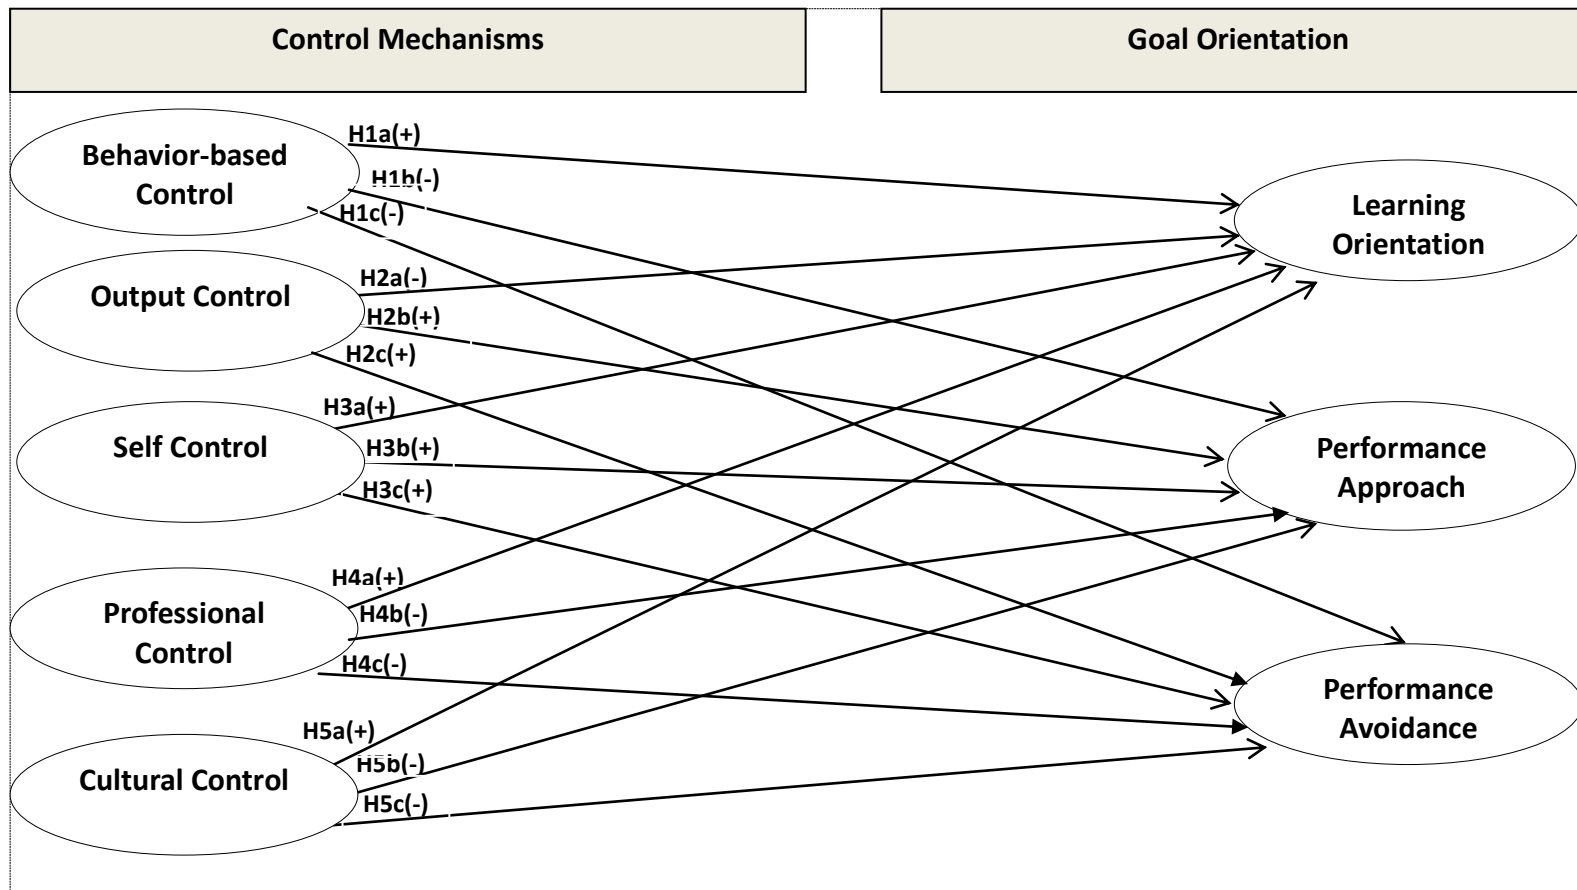 Control Mechanisms
Goal Orientation
Behavior-based
Control
H1a(+)
H1b(-)
H1c(-)
Output Control
H2a(-)
H2b(+)
H2c(+)
Self Control
H3a(+)
H3b(+)
H3c(+)
Professional
Control
H4a(+)
H4b(-)
H4c(-)
Cultural Control
H5a(+)
H5b(-)
H5c(-)
Learning
Orientation
Performance
Approach
Performance
Avoidance